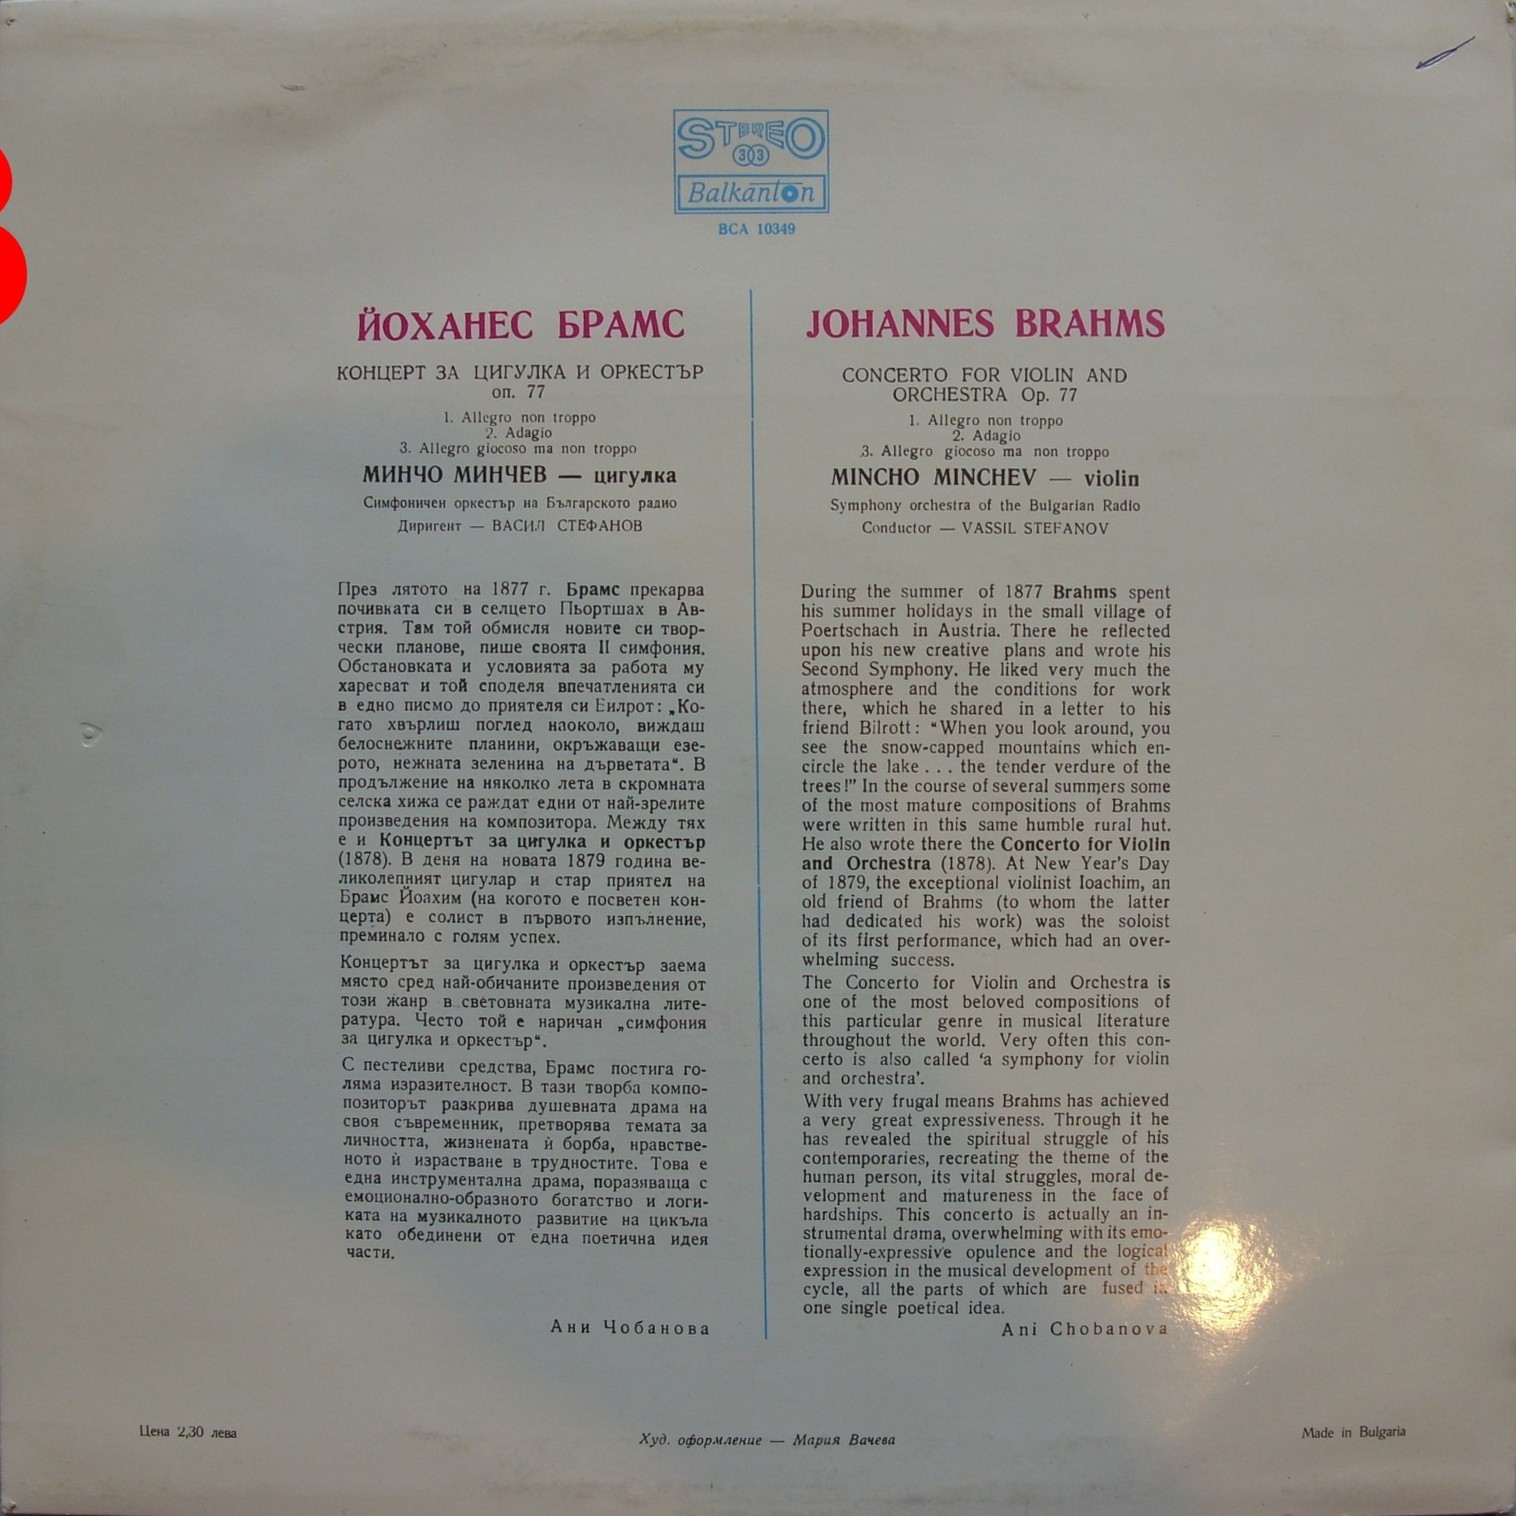 STEREO
33
Balkanton
BCA 10349
ЙОХАНЕС БРАМС
КОНЦЕРТ ЗА ЦИГУЛКА И ОРКЕСТЪР
оп. 77
1. Allegro non troppo
2. Adagio
3. Allegro giocoso ma non troppo
МИНЧО МИНЧЕВ — цигулка
Симфоничен оркестър на Българското радио
Диригент — ВАСИЛ СТЕФАНОВ
През лятото на 1877 г. Брамс прекарва
почивката си в селцето Пьортшах в Ав-
стрия. Там той обмисля новите си твор-
чески планове, пише своята II симфония.
Обстановката и условията за работа му
харесват и той споделя впечатленията си
в едно писмо до приятеля си Билрот: „Ко-
гато хвърлиш поглед наоколо, виждаш
белоснежните планини, окръжаващи езе-
рото, нежната зеленина на дърветата“. В
продължение на няколко лета в скромната
селска хижа се раждат едни от най-зрелите
произведения на композитора. Между тях
е и Концертът за цигулка и оркестър
(1878). В деня на новата 1879 година ве-
ликолепният цигулар и стар приятел на
Брамс Йоахим (на когото е посветен кон-
церта) е солист в първото изпълнение,
преминало с голям успех.
Концертът за цигулка и оркестър заема
място сред най-обичаните произведения от
този жанр в световната музикална лите-
ратура. Често той е наричан „симфония
за цигулка и оркестър“.
С пестеливи средства, Брамс постига го-
ляма изразителност. В тази творба компо-
позиторът разкрива душевната драма на
своя съвременник, претворява темата за
личността, жизнената ѝ борба, нравстве-
ното ѝ израстване в трудностите. Това е
една инструментална драма, поразяваща с
емоционално-образното богатство и логи-
ката на музикалното развитие на цикъла
като обединени от една поетична идея
части.
Ани Чобанова
JOHANNES BRAHMS
CONCERTO FOR VIOLIN AND
ORCHESTRA Op. 77
1. Allegro non troppo
2. Adagio
3. Allegro giocoso ma non troppo
MINCHO MINCHEV — violin
Symphony orchestra of the Bulgarian Radio
Conductor — VASSIL STEFANOV
During the summer of 1877 Brahms spent
his summer holidays in the small village of
Poertschach in Austria. There he reflected
upon his new creative plans and wrote his
Second Symphony. He liked very much the
atmosphere and the conditions for work
there, which he shared in a letter to his
friend Bilrott: “When you look around, you
see the snow-capped mountains which en-
circle the lake . . . the tender verdure of the
trees!” In the course of several summers some
of the most mature compositions of Brahms
were written in this same humble rural hut.
He also wrote there the Concerto for Violin
and Orchestra (1878). At New Year’s Day
of 1879, the exceptional violinist Ioachim, an
old friend of Brahms (to whom the latter
had dedicated his work) was the soloist
of its first performance, which had an over-
whelming success.
The Concerto for Violin and Orchestra is
one of the most beloved compositions of
this particular genre in musical literature
throughout the world. Very often this con-
certo is also called ‘a symphony for violin
and orchestra’.
With very frugal means Brahms has achieved
a very great expressiveness. Through it he
has revealed the spiritual struggle of his
contemporaries, recreating the theme of the
human person, its vital struggles, moral de-
velopment and matureness in the face of
hardships. This concerto is actually an in-
strumental drama, overwhelming with its emo-
tionally-expressive opulence and the logical
expression in the musical development of the
cycle, all the parts of which are fused in
one single poetical idea.
Ani Chobanova
Цена 2,30 лева
Худ. оформление — Мария Вачева
Made in Bulgaria